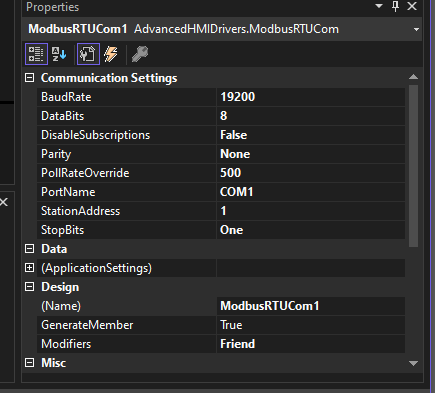 Properties
ModbusRTUCom1 AdvancedHMIDrivers.ModbusRTUCom
Communication Settings
BaudRate 19200
DataBits 8
DisableSubscriptions False
Parity None
PollRateOverride 500
PortName COM1
StationAddress 1
StopBits One
Data
(ApplicationSettings)
Design
(Name) ModbusRTUCom1
GenerateMember True
Modifiers Friend
Misc